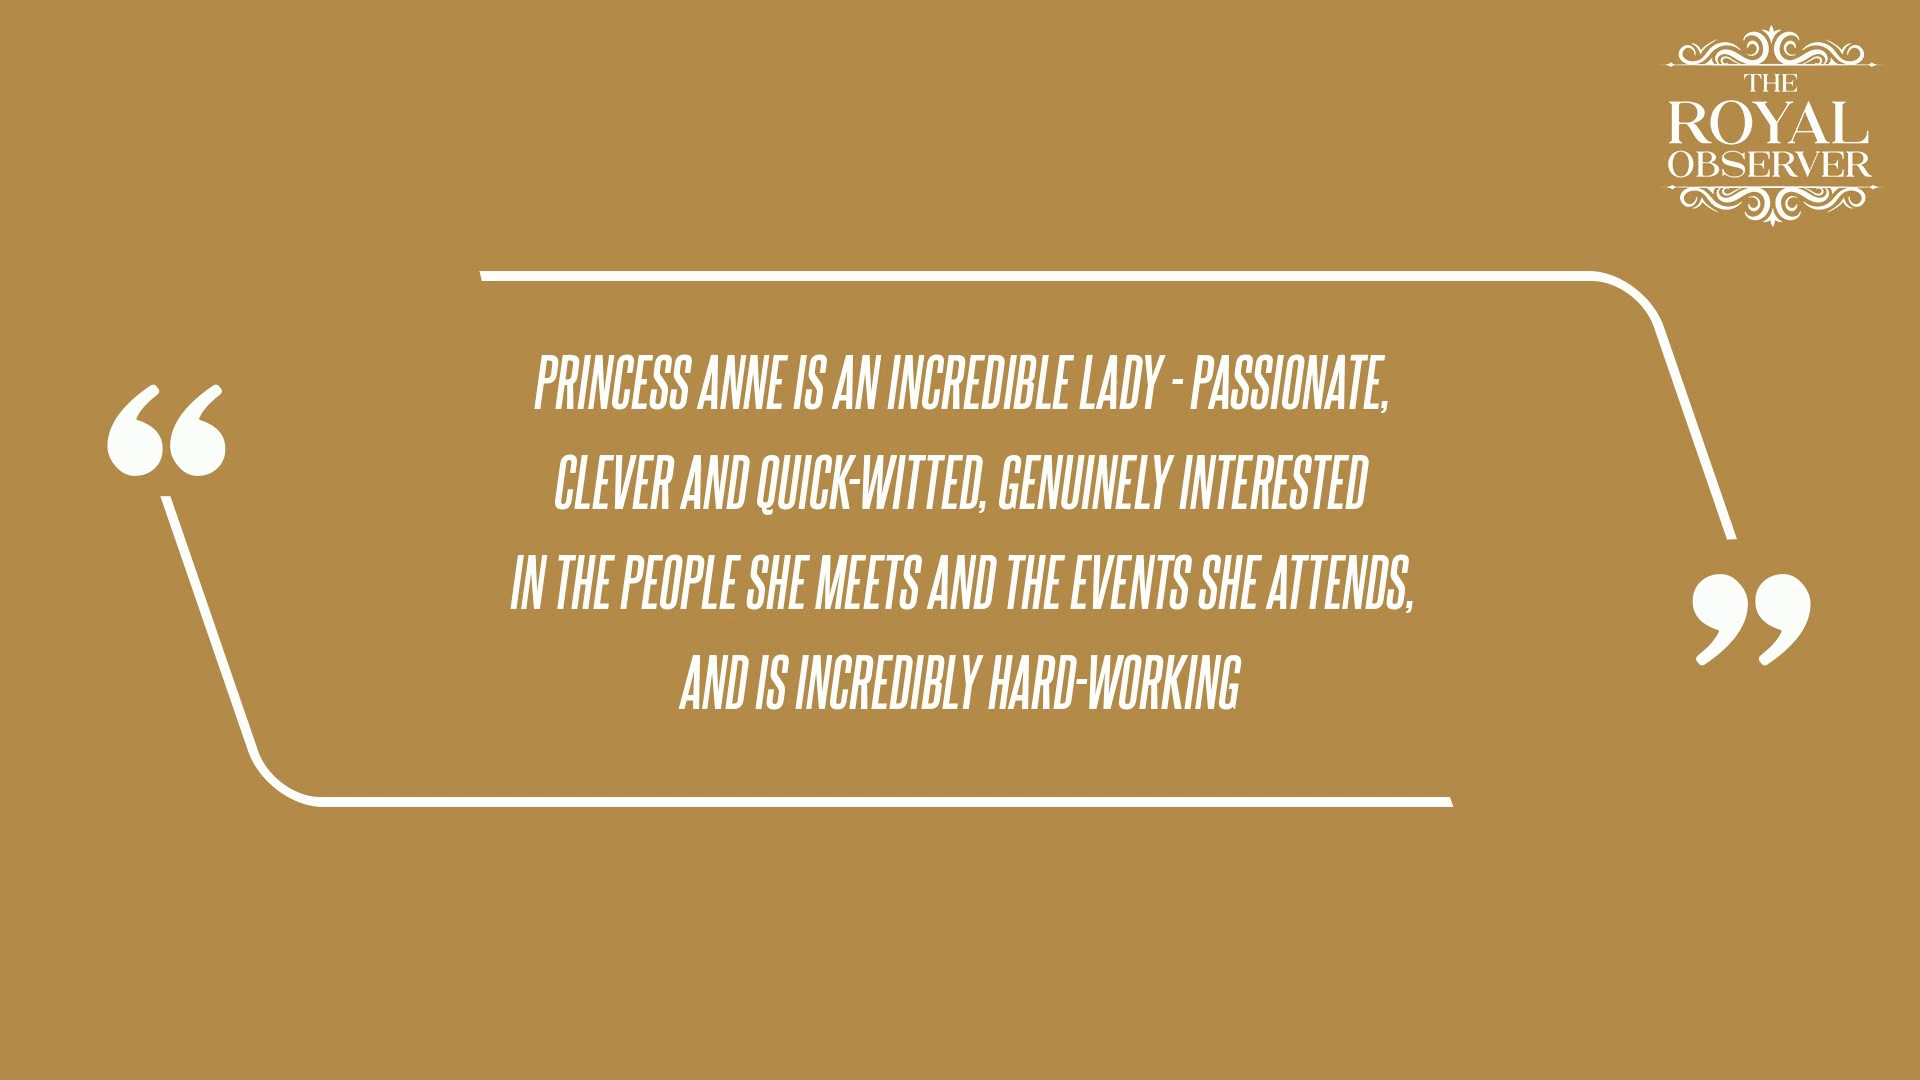 THE
ROYAL
OBSERVER
“
PRINCESS ANNE IS AN INCREDIBLE LADY - PASSIONATE,
CLEVER AND QUICK-WITTED, GENUINELY INTERESTED
IN THE PEOPLE SHE MEETS AND THE EVENTS SHE ATTENDS,
AND IS INCREDIBLY HARD-WORKING
”